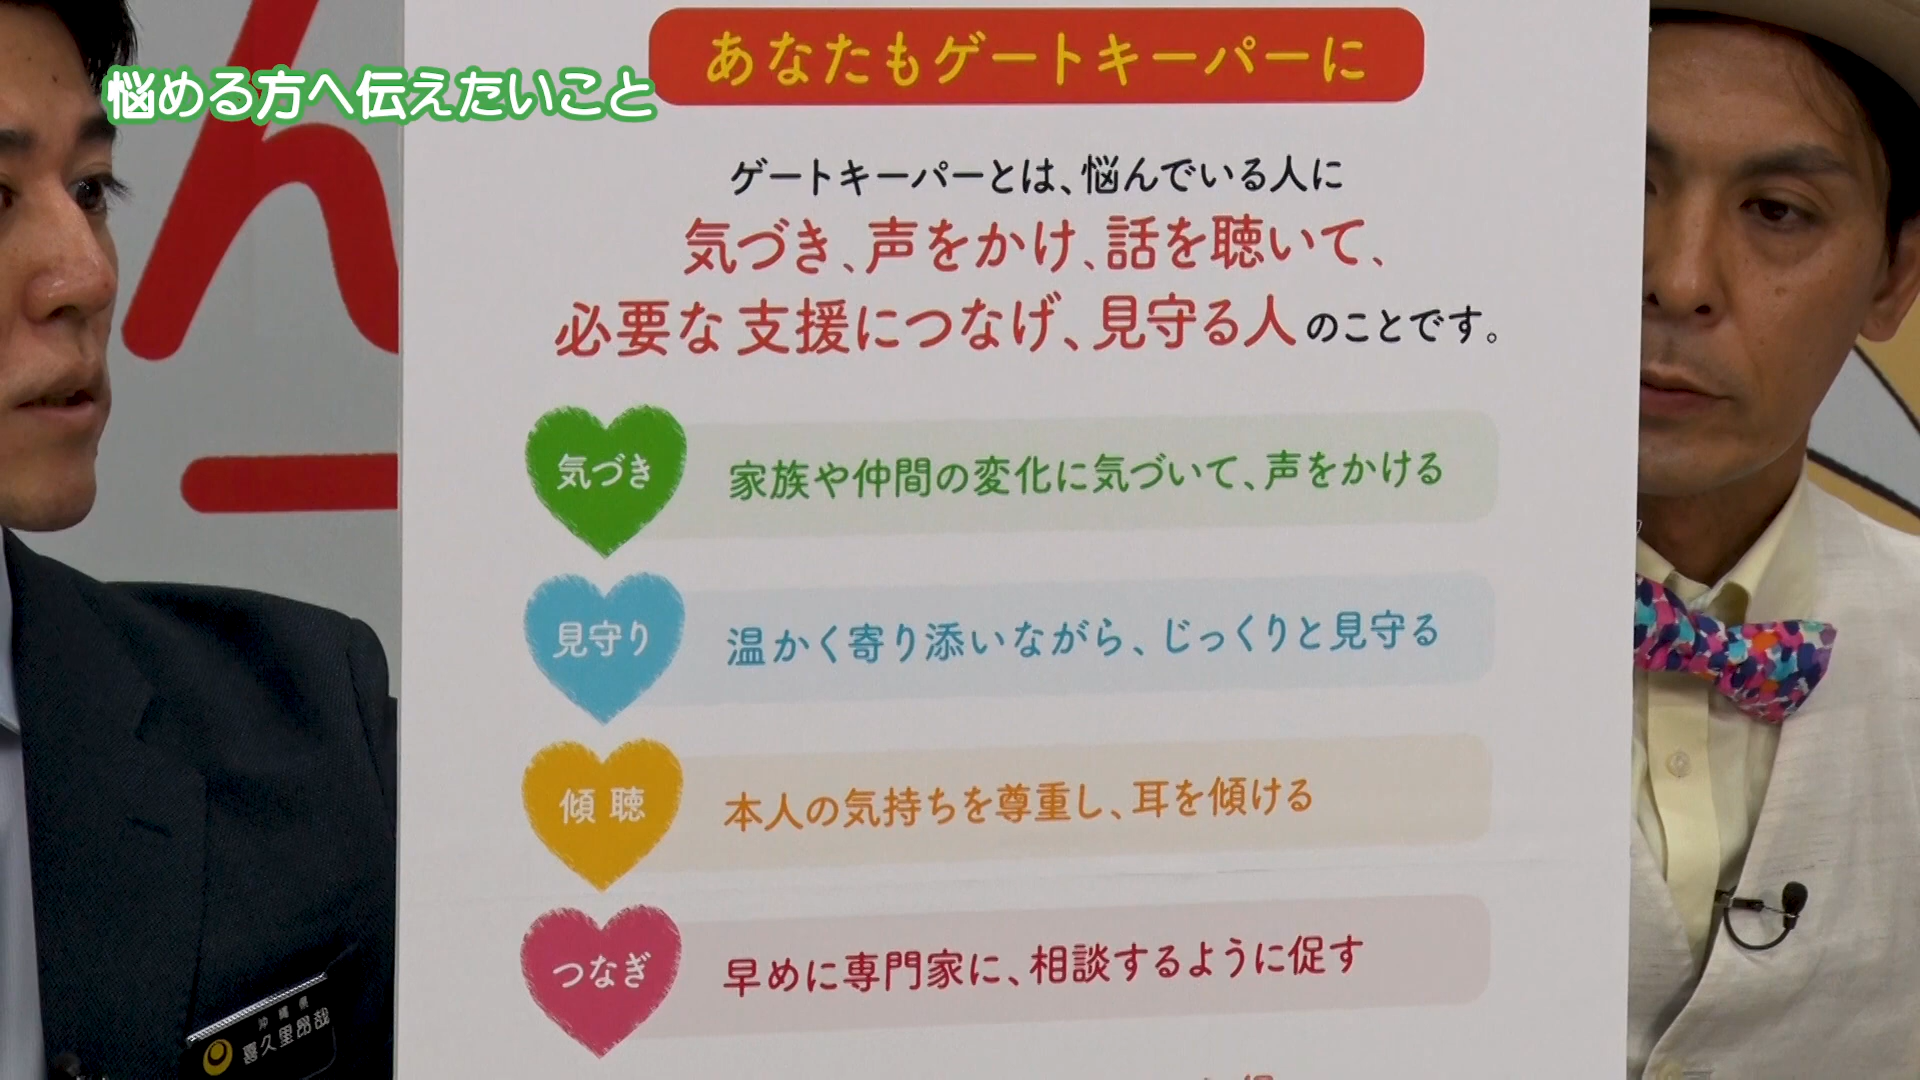 悩める方へ伝えたいこと
あなたもゲートキーパーに
ゲートキーパーとは、悩んでいる人に
気づき、声をかけ、話を聴いて、
必要な支援につなげ、見守る人のことです。
気づき
家族や仲間の変化に気づいて、声をかける
見守り
温かく寄り添いながら、じっくりと見守る
傾聴
本人の気持ちを尊重し、耳を傾ける
つなぎ
早めに専門家に、相談するように促す
沖縄県
喜久里昂哉